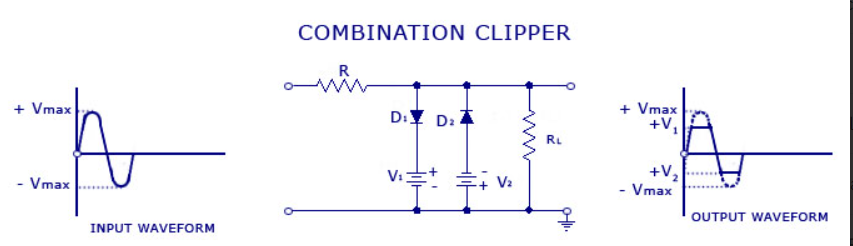 COMBINATION CLIPPER
+ Vmax
- Vmax
INPUT WAVEFORM
R
D1
D2
RL
V1
+
-
-
+
V2
+ Vmax
+V1
+V2
- Vmax
OUTPUT WAVEFORM